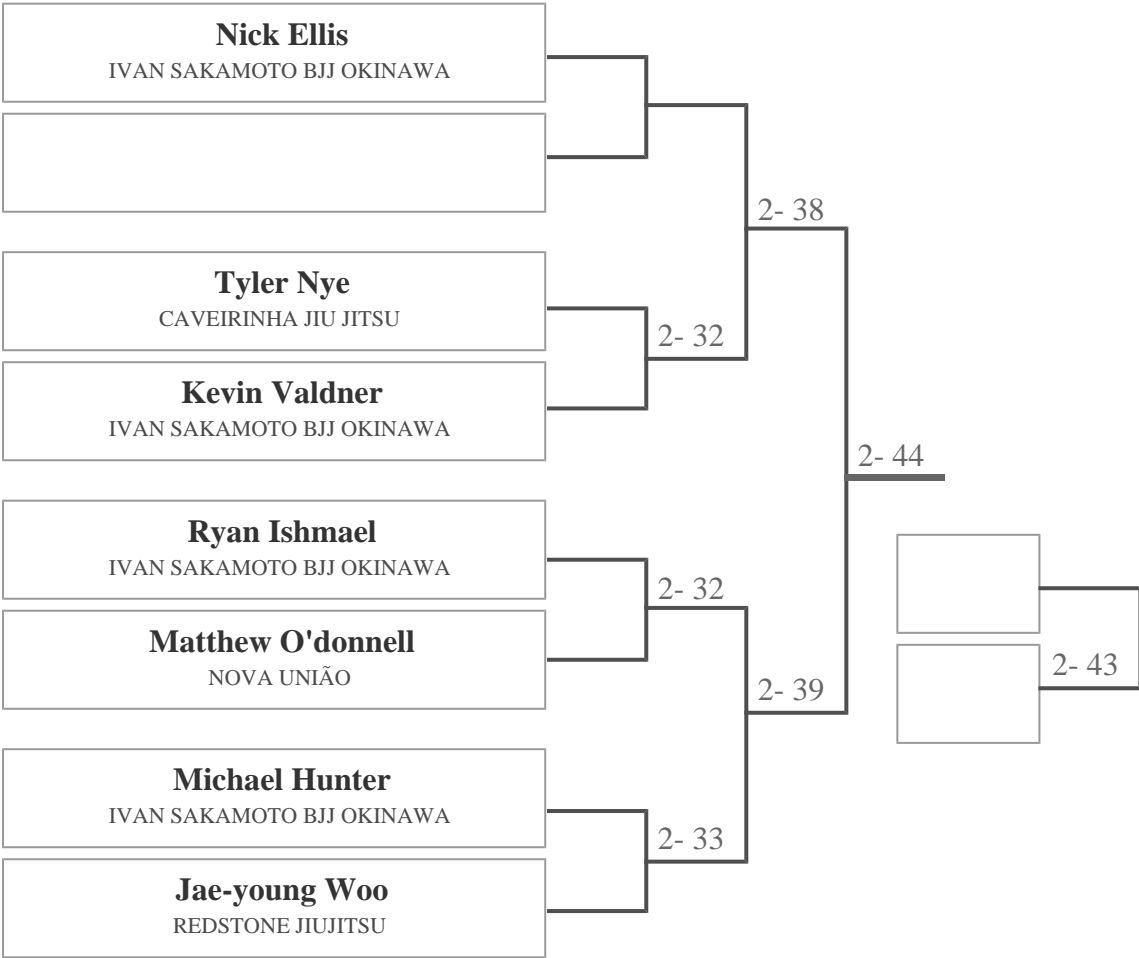 Nick Ellis
IVAN SAKAMOTO BJJ OKINAWA
2- 38
Tyler Nye
CAVEIRINHA JIU JITSU
2- 32
Kevin Valdner
IVAN SAKAMOTO BJJ OKINAWA
2- 44
Ryan Ishmael
IVAN SAKAMOTO BJJ OKINAWA
2- 32
Matthew O'donnell
NOVA UNIÃO
2- 43
2- 39
Michael Hunter
IVAN SAKAMOTO BJJ OKINAWA
2- 33
Jae-young Woo
REDSTONE JIUJITSU